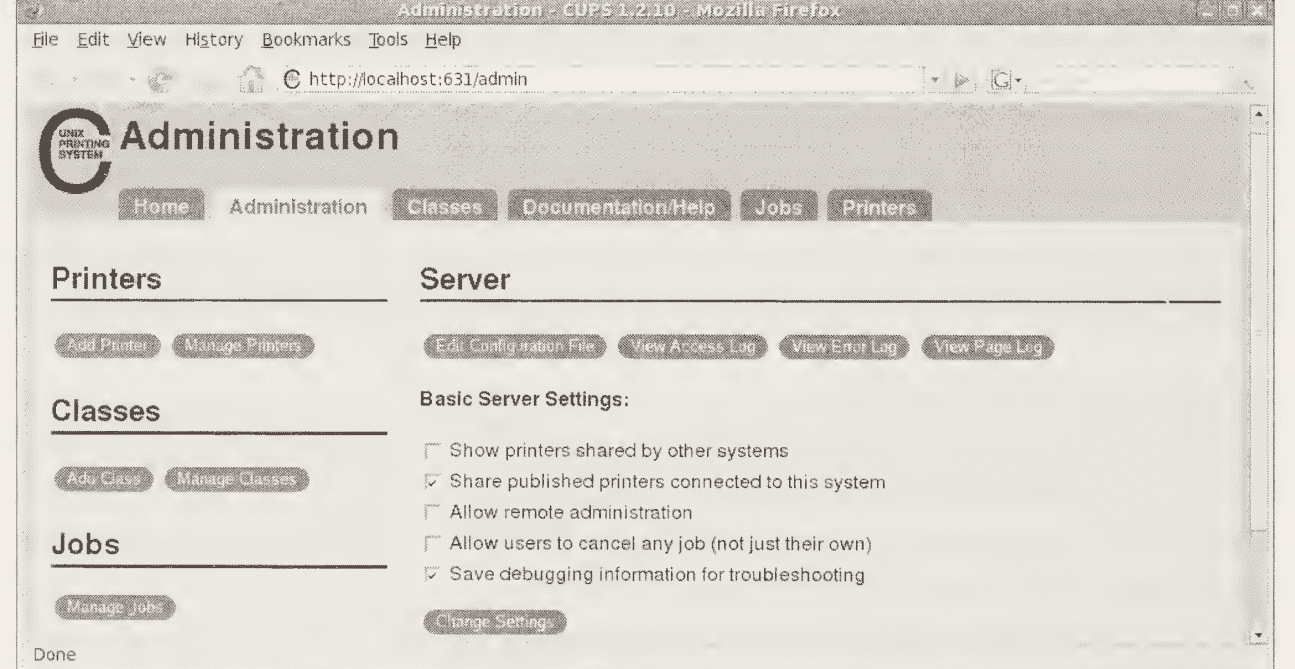 Administration - CUPS 1.2.10 - Mozilla Firefox
File Edit View History Bookmarks Tools Help
http://localhost:631/admin
G
UNIX
PRINTING
SYSTEM
Administration
Home Administration Classes Documentation/Help Jobs Printers
Printers
Server
Add Printer Manage Printers
Edit Configuration File View Access Log View Error Log View Page Log
Basic Server Settings:
Classes
Show printers shared by other systems
Add Class Manage Classes
Share published printers connected to this system
Allow remote administration
Jobs
Allow users to cancel any job (not just their own)
Save debugging information for troubleshooting
Manage Jobs
Change Settings
Done